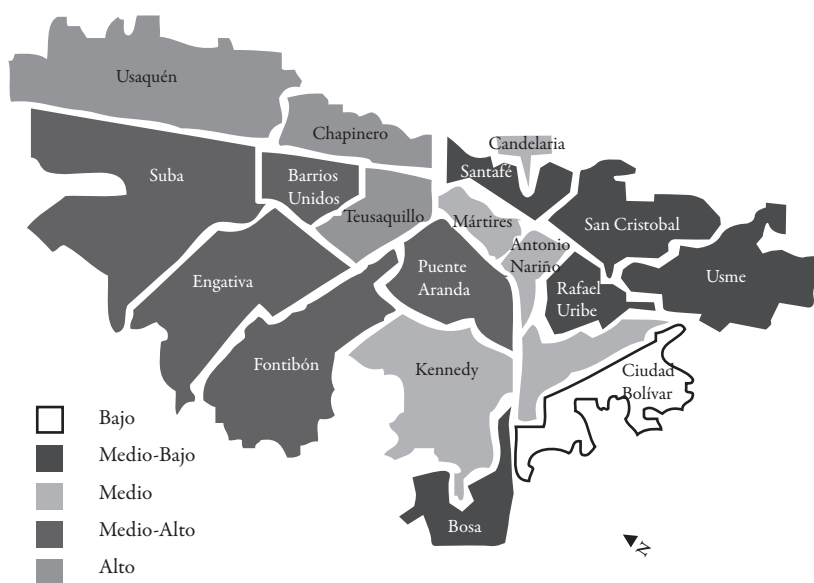 Usaquén
Chapinero
Candelaria
Suba
Barrios
Unidos
Santafé
Teusaquillo
Mártires
San Cristobal
Antonio
Nariño
Engativa
Puente
Aranda
Rafael
Uribe
Usme
Fontibón
Kennedy
Ciudad
Bolívar
Bosa
Bajo
Medio-Bajo
Medio
Medio-Alto
Alto
N